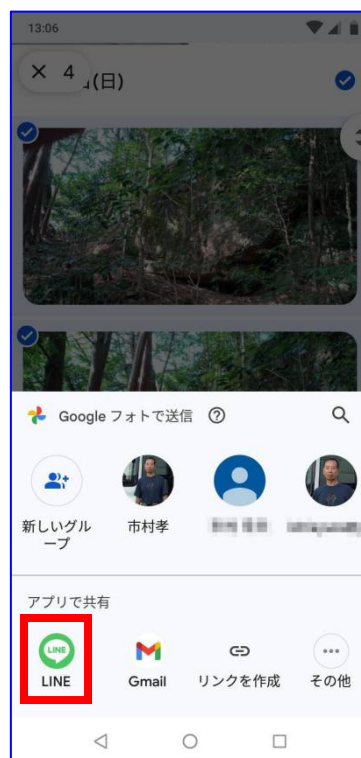 13:06
× 4
(日)
Google フォトで送信
新しいグル
ープ
市村孝
アプリで共有
LINE
LINE
Gmail
リンクを作成
その他